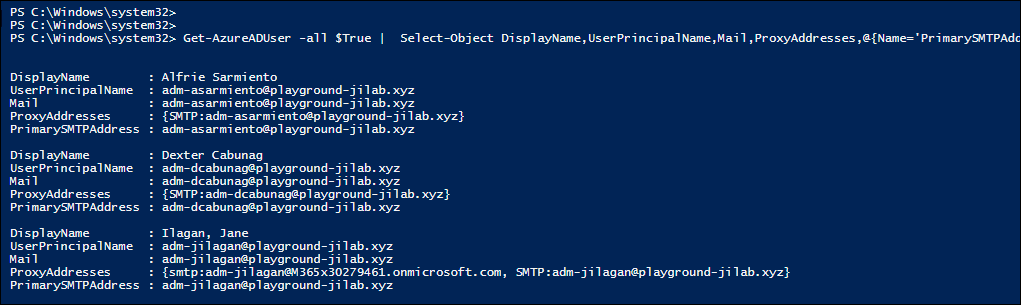 PS C:\Windows\system32>
PS C:\Windows\system32>
PS C:\Windows\system32> Get-AzureADUser -all $True |  Select-Object DisplayName,UserPrincipalName,Mail,ProxyAddresses,@{Name='PrimarySMTPAdd
DisplayName        : Alfrie Sarmiento
UserPrincipalName  : adm-asarmiento@playground-jilab.xyz
Mail               : adm-asarmiento@playground-jilab.xyz
ProxyAddresses     : {SMTP:adm-asarmiento@playground-jilab.xyz}
PrimarySMTPAddress : adm-asarmiento@playground-jilab.xyz
DisplayName        : Dexter Cabunag
UserPrincipalName  : adm-dcabunag@playground-jilab.xyz
Mail               : adm-dcabunag@playground-jilab.xyz
ProxyAddresses     : {SMTP:adm-dcabunag@playground-jilab.xyz}
PrimarySMTPAddress : adm-dcabunag@playground-jilab.xyz
DisplayName        : Ilagan, Jane
UserPrincipalName  : adm-jilagan@playground-jilab.xyz
Mail               : adm-jilagan@playground-jilab.xyz
ProxyAddresses     : {smtp:adm-jilagan@M365x30279461.onmicrosoft.com, SMTP:adm-jilagan@playground-jilab.xyz}
PrimarySMTPAddress : adm-jilagan@playground-jilab.xyz